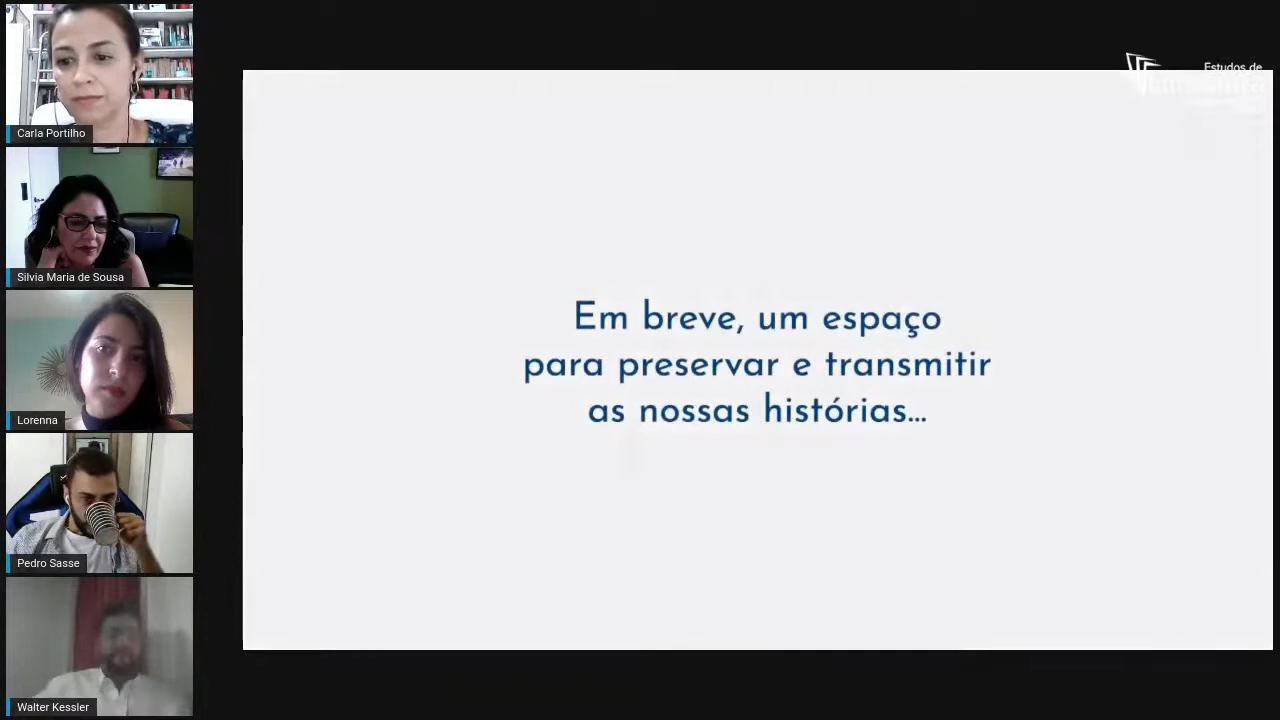 Carla Portilho
Silvia Maria de Sousa
Lorenna
Pedro Sasse
Walter Kessler
Estudos de
Em breve, um espaço
para preservar e transmitir
as nossas histórias...